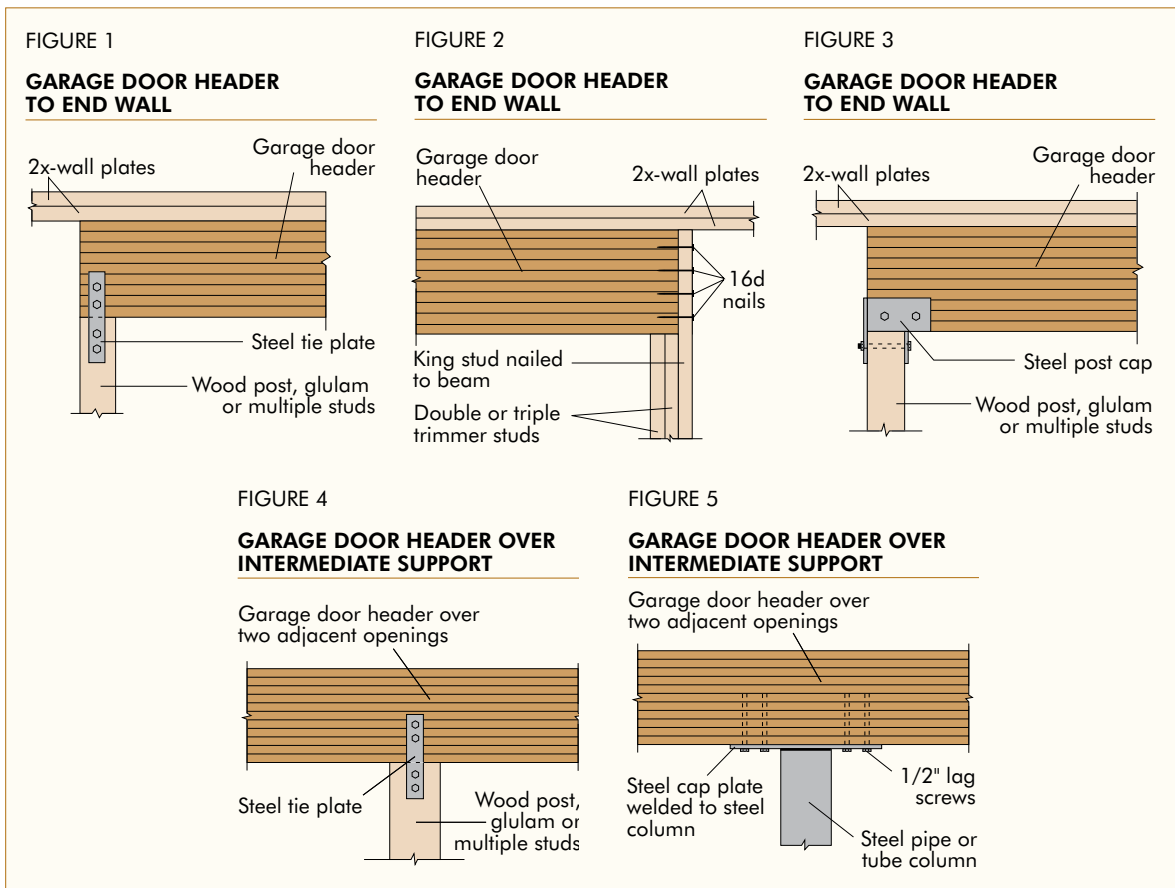 FIGURE 1
GARAGE DOOR HEADER
TO END WALL
2x-wall plates
Garage door
header
Steel tie plate
Wood post, glulam
or multiple studs
FIGURE 2
GARAGE DOOR HEADER
TO END WALL
Garage door
header
2x-wall plates
16d
nails
King stud nailed
to beam
Double or triple
trimmer studs
FIGURE 3
GARAGE DOOR HEADER
TO END WALL
2x-wall plates
Garage door
header
Steel post cap
Wood post, glulam
or multiple studs
FIGURE 4
GARAGE DOOR HEADER OVER
INTERMEDIATE SUPPORT
Garage door header over
two adjacent openings
Steel tie plate
Wood post,
glulam or
multiple studs
FIGURE 5
GARAGE DOOR HEADER OVER
INTERMEDIATE SUPPORT
Garage door header over
two adjacent openings
Steel cap plate
welded to steel
column
1/2" lag
screws
Steel pipe or
tube column